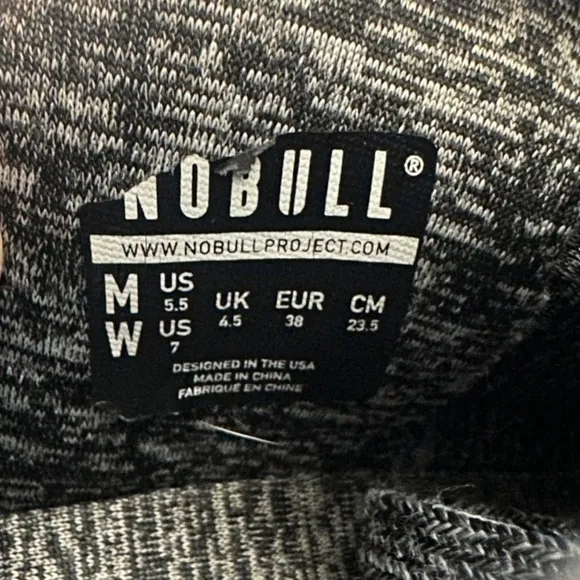 NOBULL®
WWW.NOBULLPROJECT.COM
M US 5.5 UK 4.5 EUR 38 CM 23.5
W US 7
DESIGNED IN THE USA
MADE IN CHINA
FABRIQUÉ EN CHINE